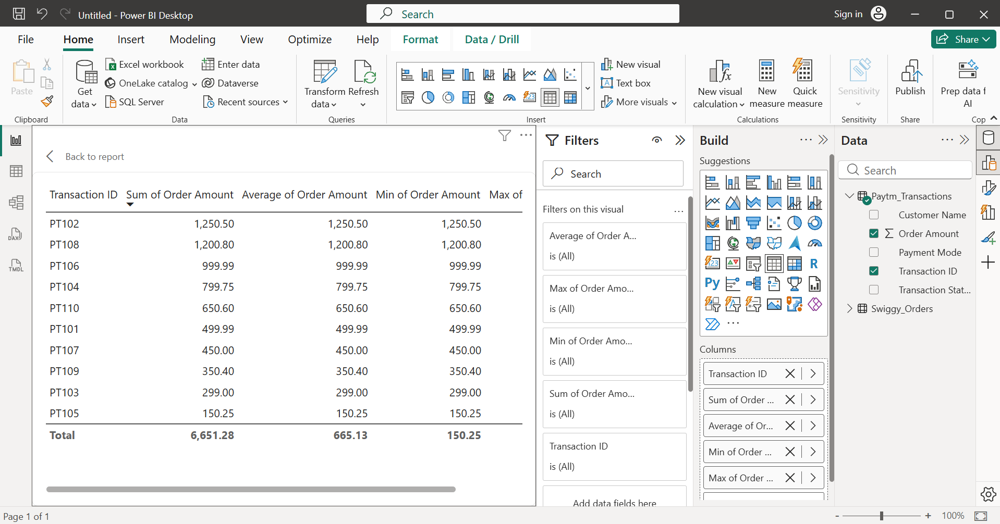 Untitled - Power BI Desktop
Search
Sign in
File
Home
Insert
Modeling
View
Optimize
Help
Format
Data / Drill
Share
Paste
Clipboard
Get data
Excel workbook
OneLake catalog
SQL Server
Enter data
Dataverse
Recent sources
Data
Transform data
Refresh
Queries
New visual
Text box
More visuals
Insert
New visual calculation
New measure
Quick measure
Calculations
Sensitivity
Sensitivity
Publish
Share
Prep data f
AI
Cop
DAX
TMDL
Back to report
Transaction ID Sum of Order Amount Average of Order Amount Min of Order Amount Max of
PT102 1,250.50 1,250.50 1,250.50
PT108 1,200.80 1,200.80 1,200.80
PT106 999.99 999.99 999.99
PT104 799.75 799.75 799.75
PT110 650.60 650.60 650.60
PT101 499.99 499.99 499.99
PT107 450.00 450.00 450.00
PT109 350.40 350.40 350.40
PT103 299.00 299.00 299.00
PT105 150.25 150.25 150.25
Total 6,651.28 665.13 150.25
Filters
Search
Filters on this visual
Average of Order A...
is (All)
Max of Order Amo...
is (All)
Min of Order Amo...
is (All)
Sum of Order Amo...
is (All)
Transaction ID
is (All)
Add data fields here
Build
Suggestions
123
R
Py
Columns
Transaction ID
Sum of Order ...
Average of Or...
Min of Order ...
Max of Order ...
Data
Search
Paytm_Transactions
Customer Name
Order Amount
Payment Mode
Transaction ID
Transaction Stat...
Swiggy_Orders
Page 1 of 1
100%